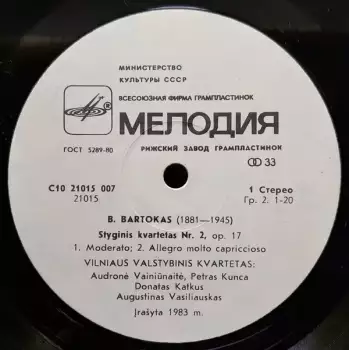 МИНИСТЕРСТВО
КУЛЬТУРЫ СССР
ВСЕСОЮЗНАЯ ФИРМА ГРАМПЛАСТИНОК
МЕЛОДИЯ
ГОСТ 5289-80
РИЖСКИЙ ЗАВОД ГРАМПЛАСТИНОК
33
С10 21015 007
21015
1 Стерео
Гр. 2. 1-20
B. BARTOKAS (1881—1945)
Styginis kvartetas Nr. 2, op. 17
1. Moderato; 2. Allegro molto capriccioso
VILNIAUS VALSTYBINIS KVARTETAS:
Audronė Vainiūnaitė, Petras Kunca
Donatas Katkus
Augustinas Vasiliauskas
Įrašyta 1983 m.